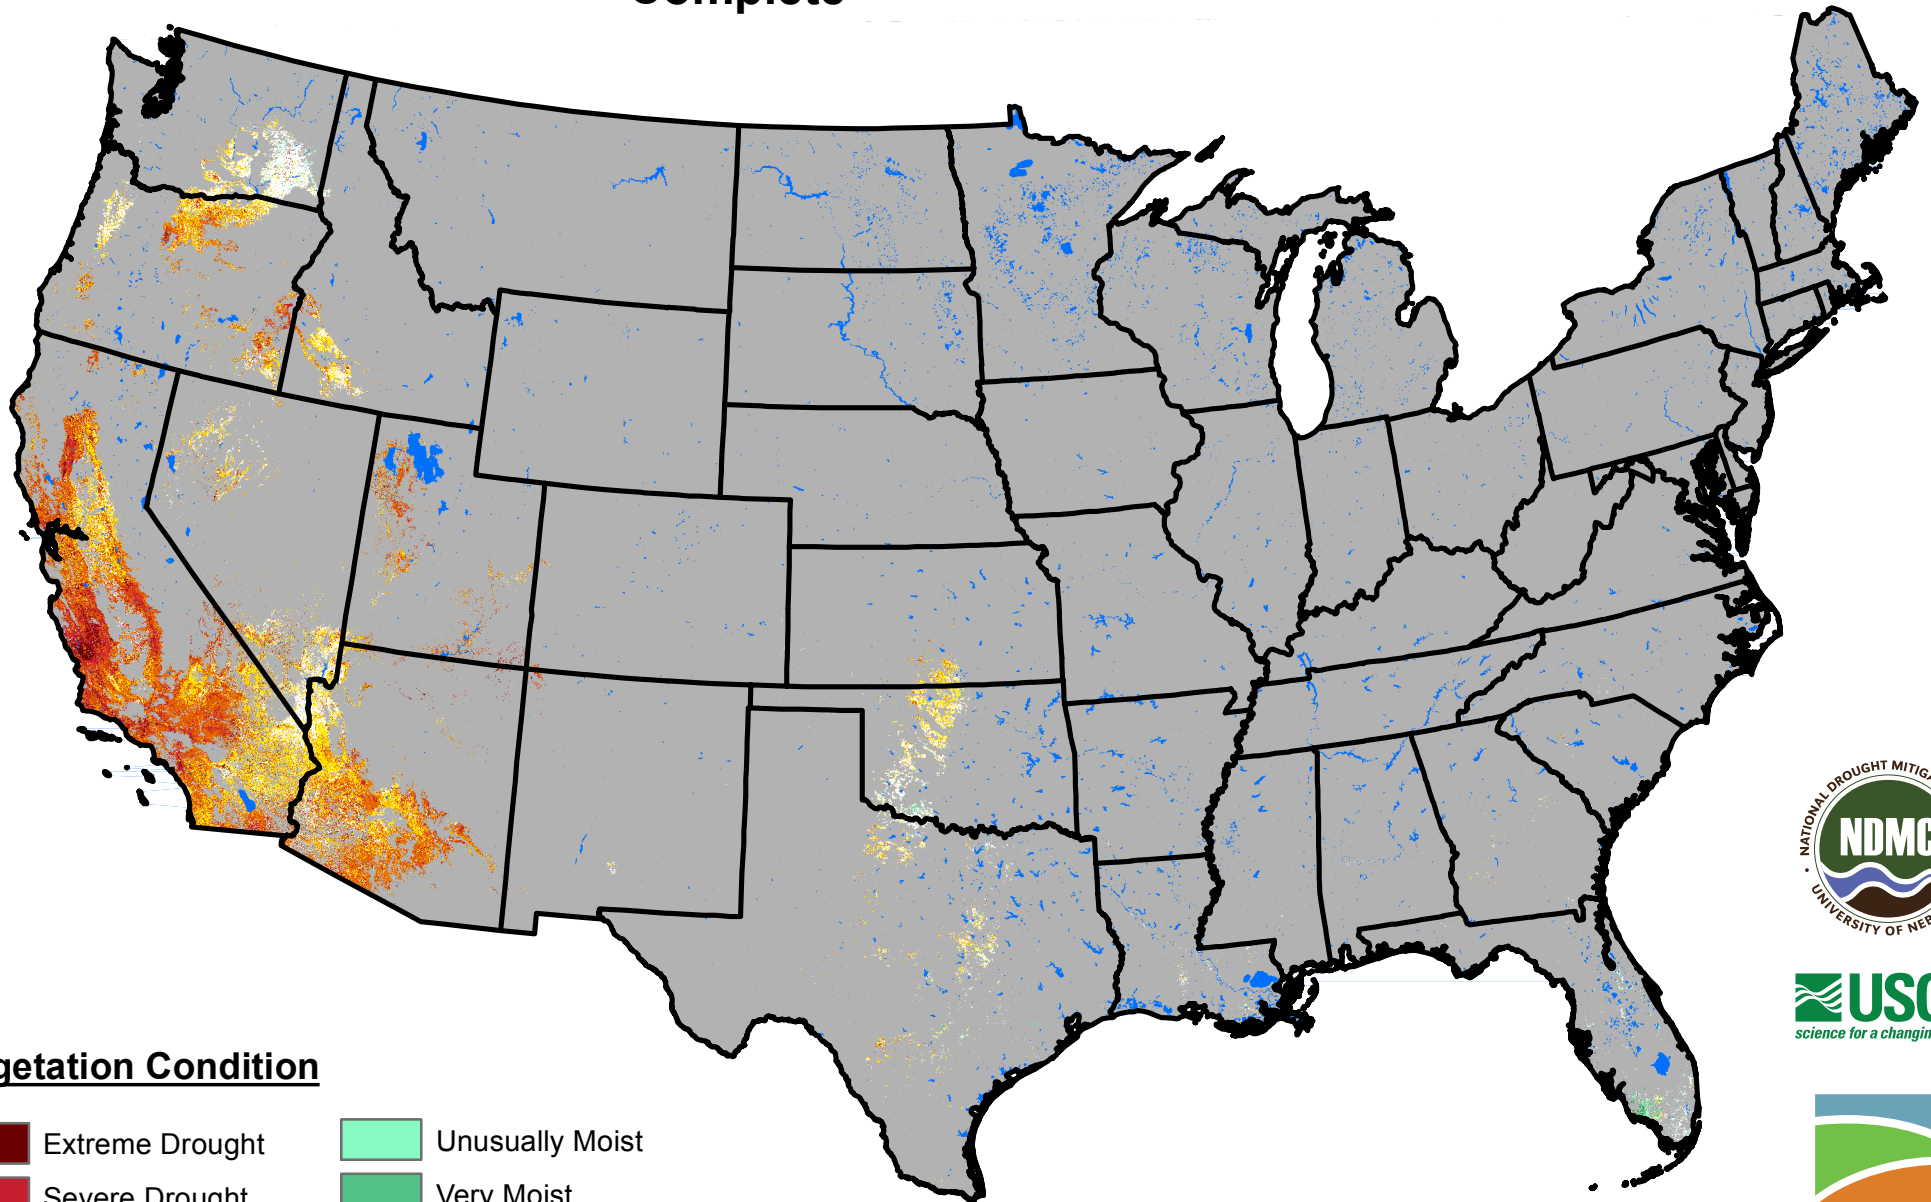 Complete
getation Condition
Extreme Drought
Unusually Moist
Severe Drought
Very Moist
NATIONAL DROUGHT MITIGA
NDMC
UNIVERSITY OF NEB
USG
science for a changin